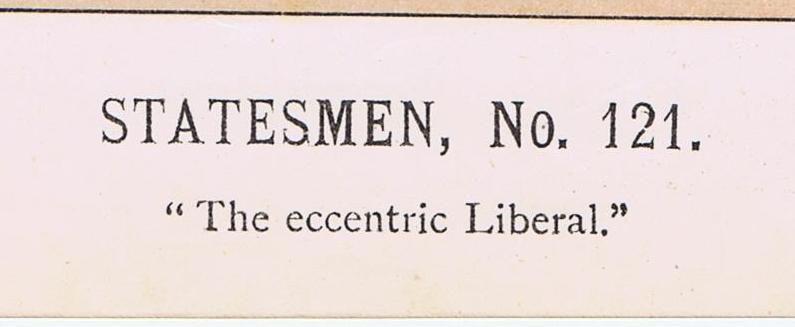 STATESMEN, No. 121.
“The eccentric Liberal.”